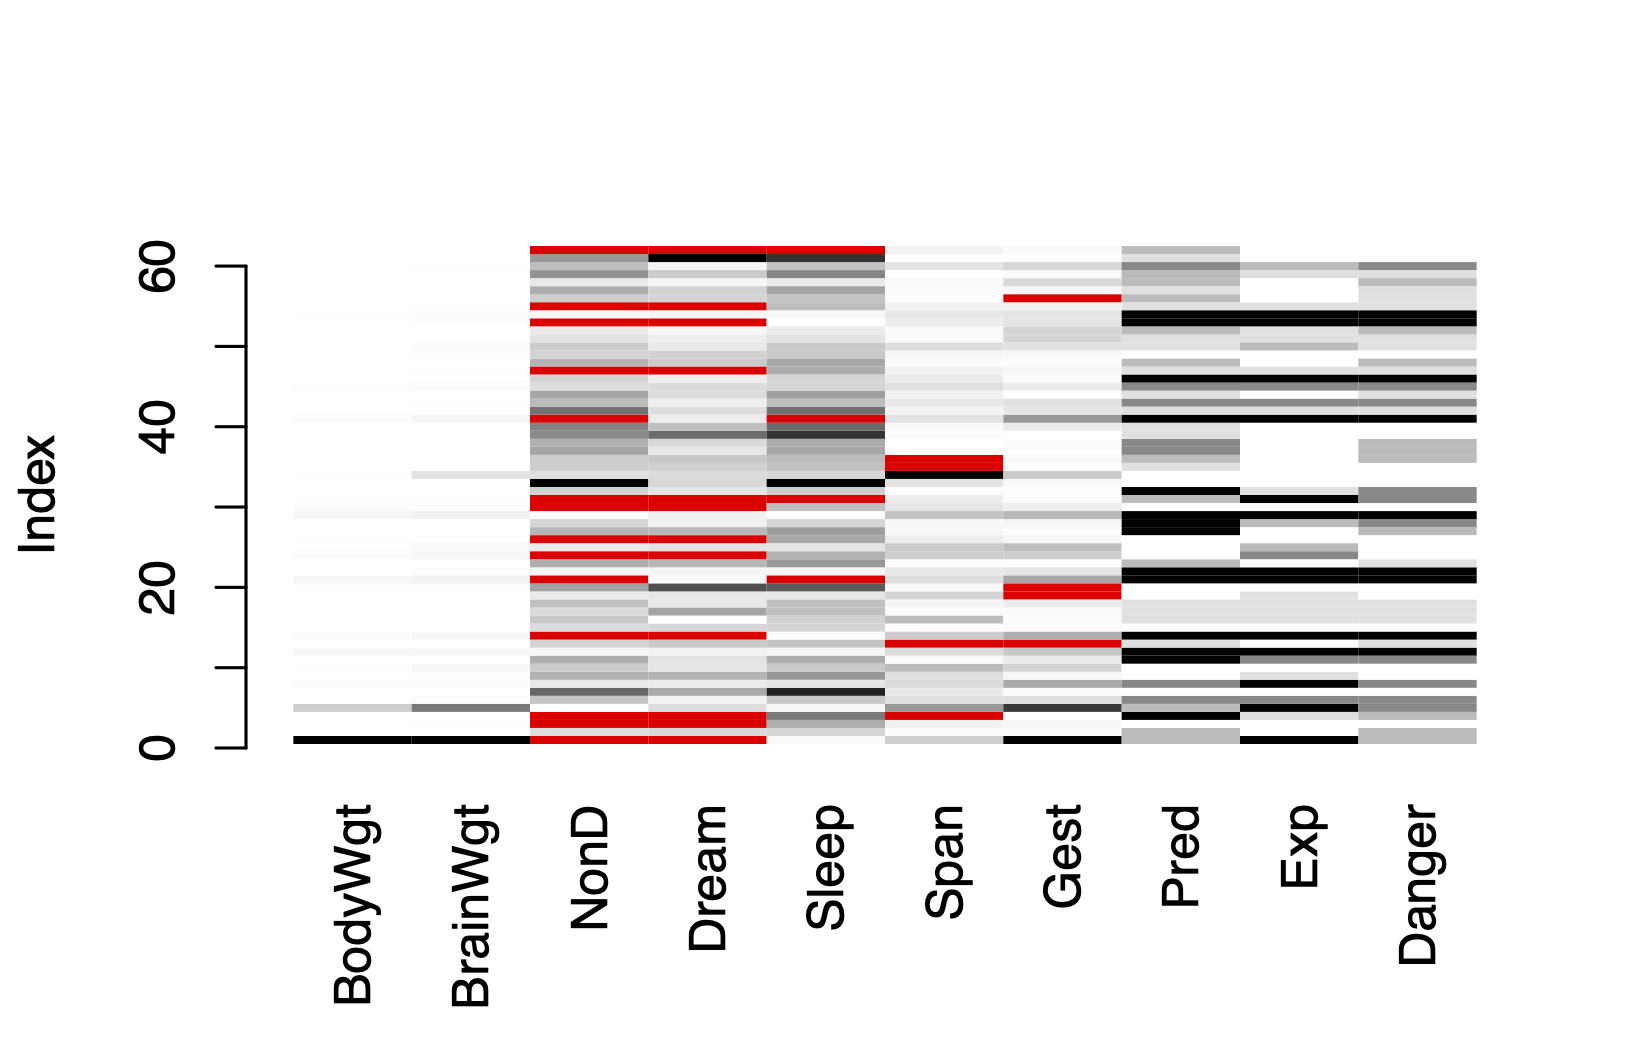 Index
60
40
20
0
BodyWgt
BrainWgt
NonD
Dream
Sleep
Span
Gest
Pred
Exp
Danger